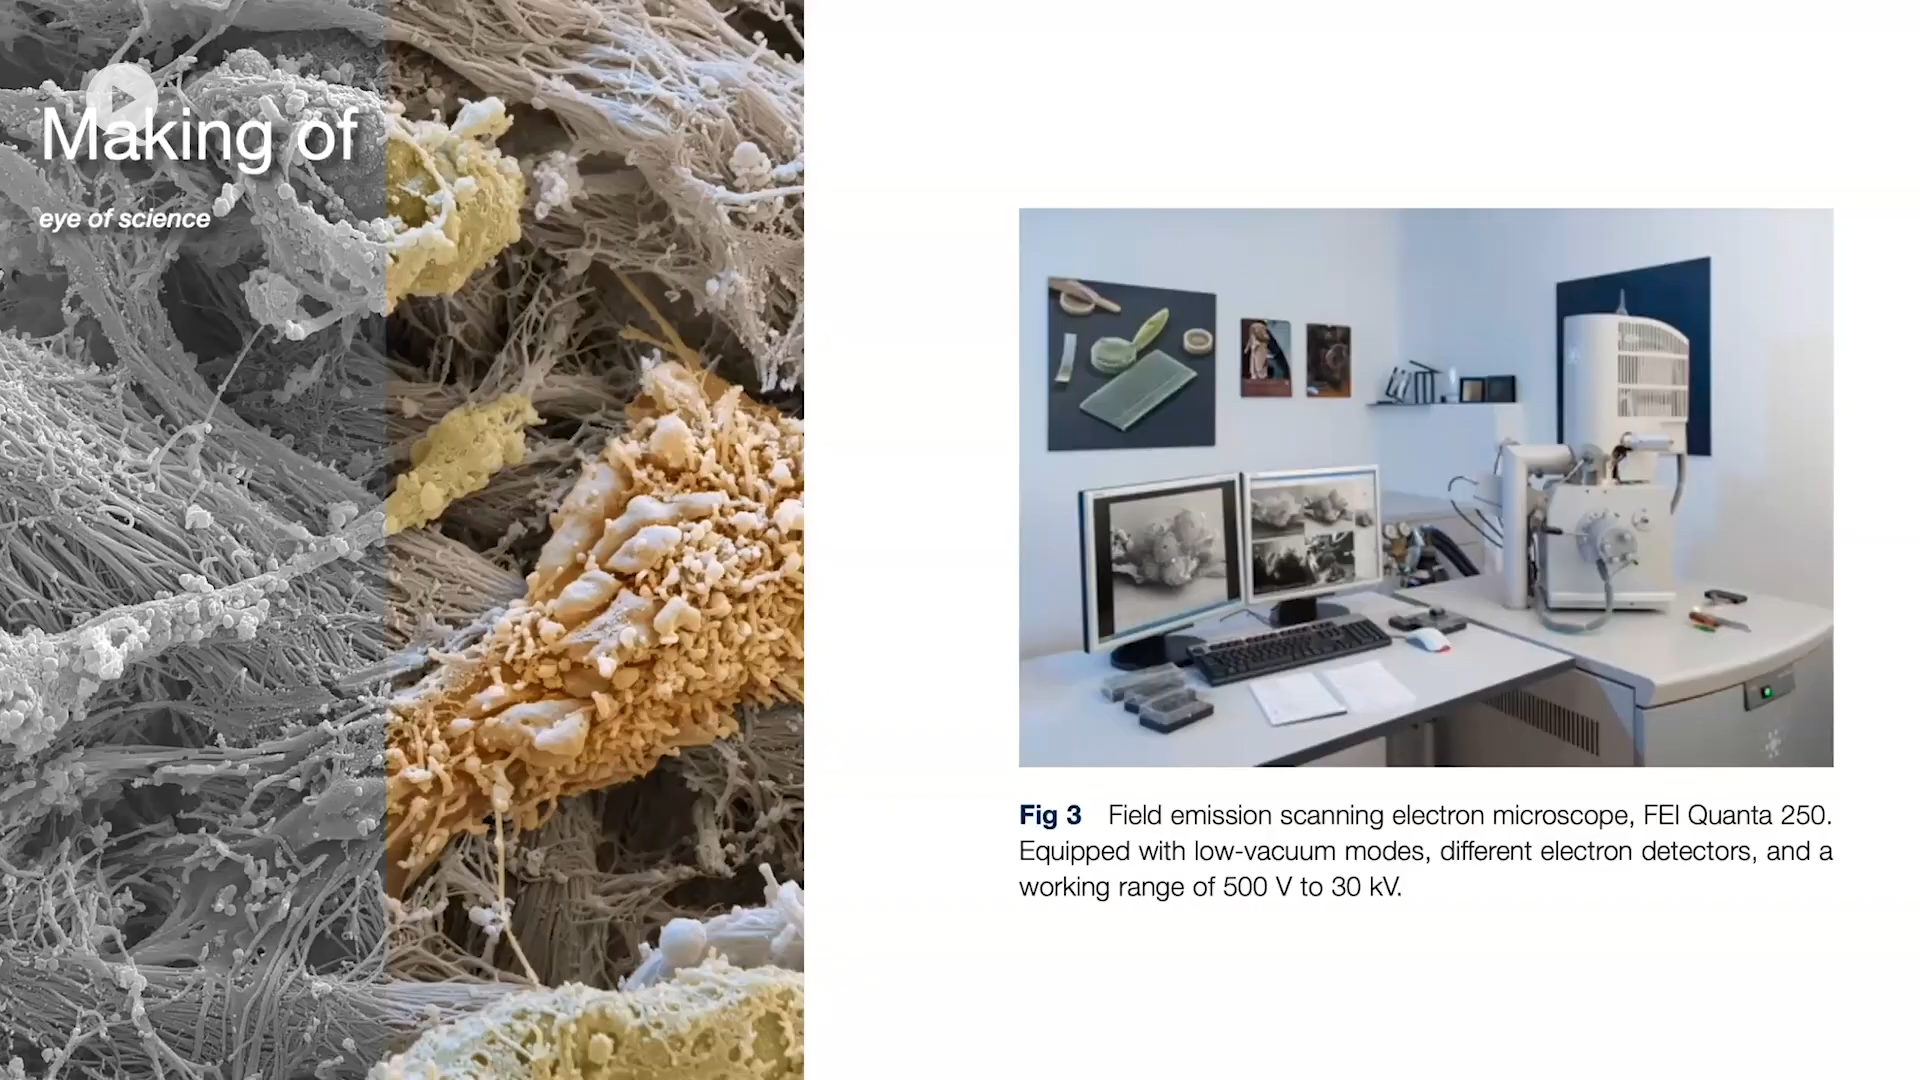 Making of
eye of science
Fig 3 Field emission scanning electron microscope, FEI Quanta 250.
Equipped with low-vacuum modes, different electron detectors, and a
working range of 500 V to 30 kV.